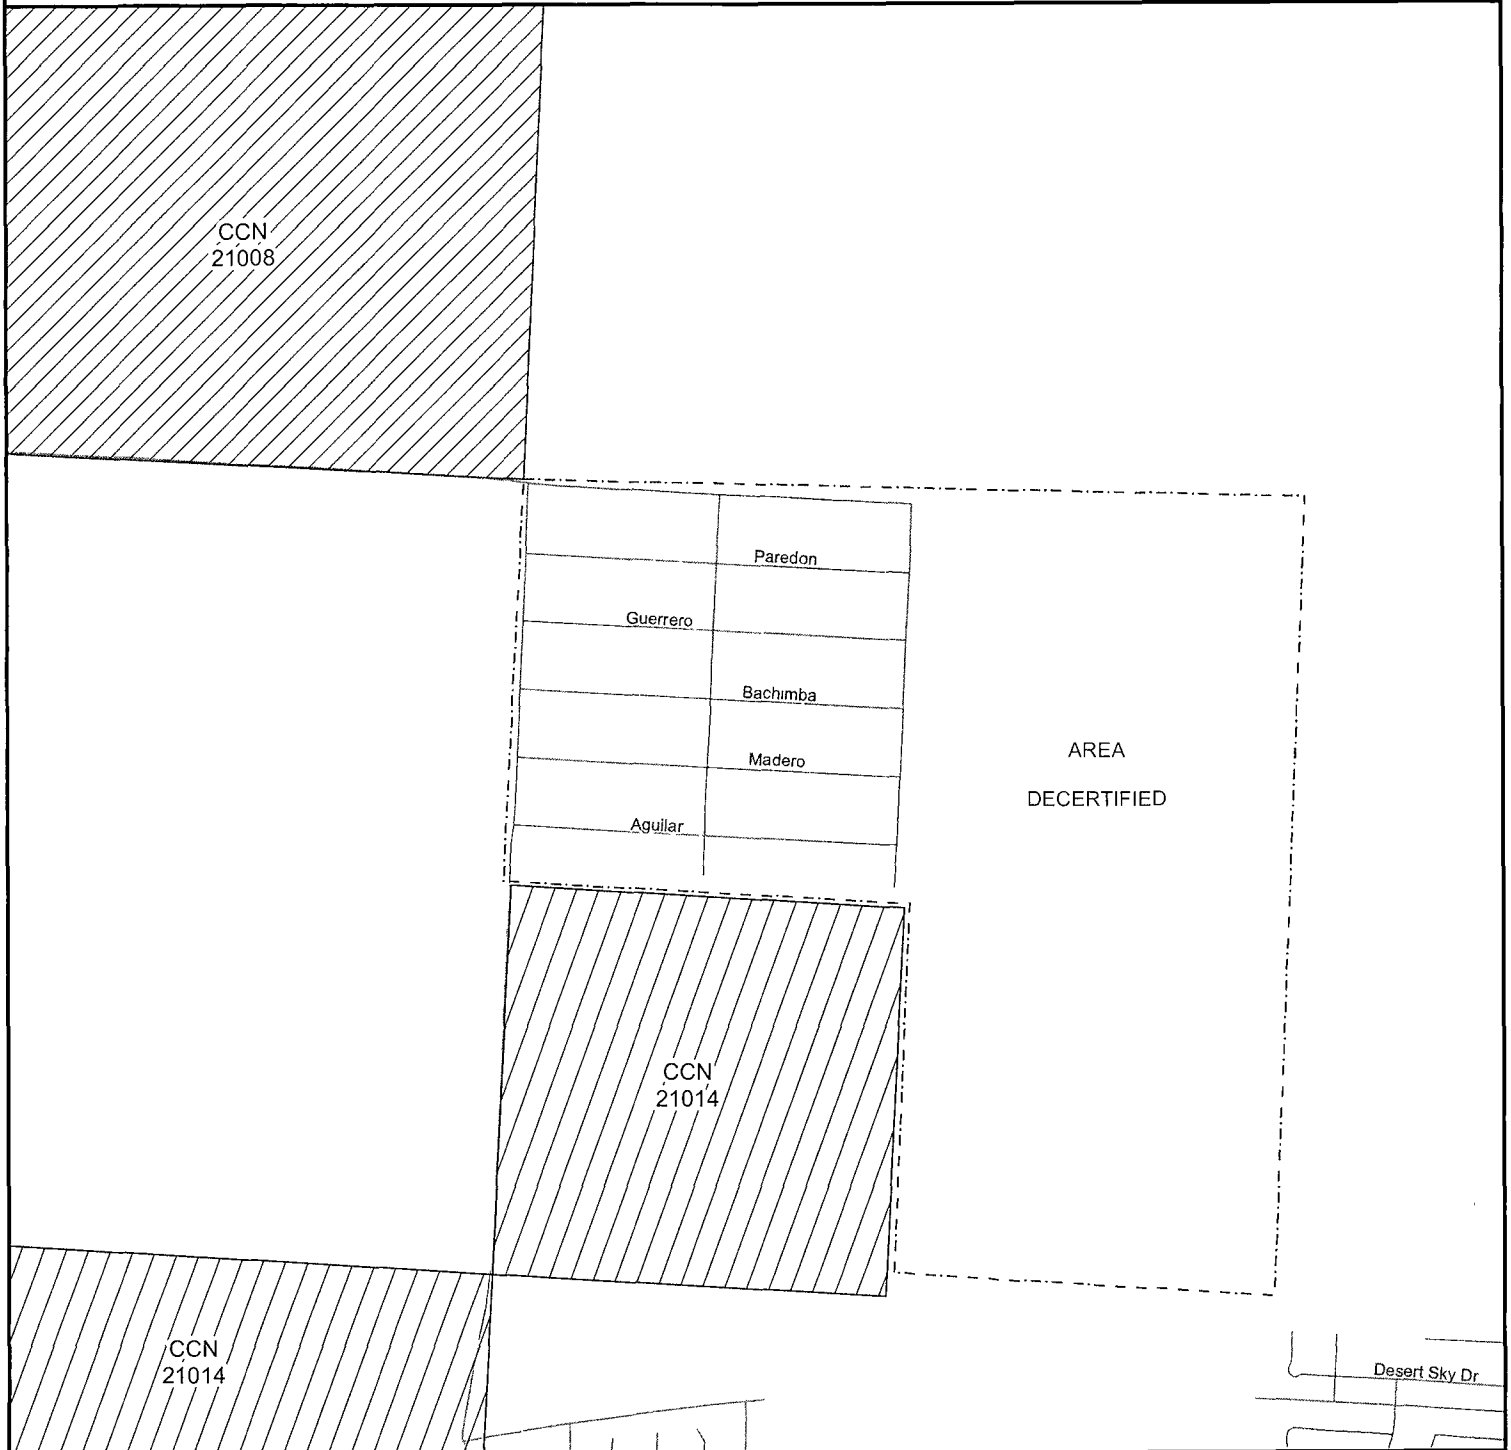 CCN
21008
Paredon
Guerrero
Bachimba
Madero
Aguilar
AREA
DECERTIFIED
CCN
21014
CCN
21014
Desert Sky Dr